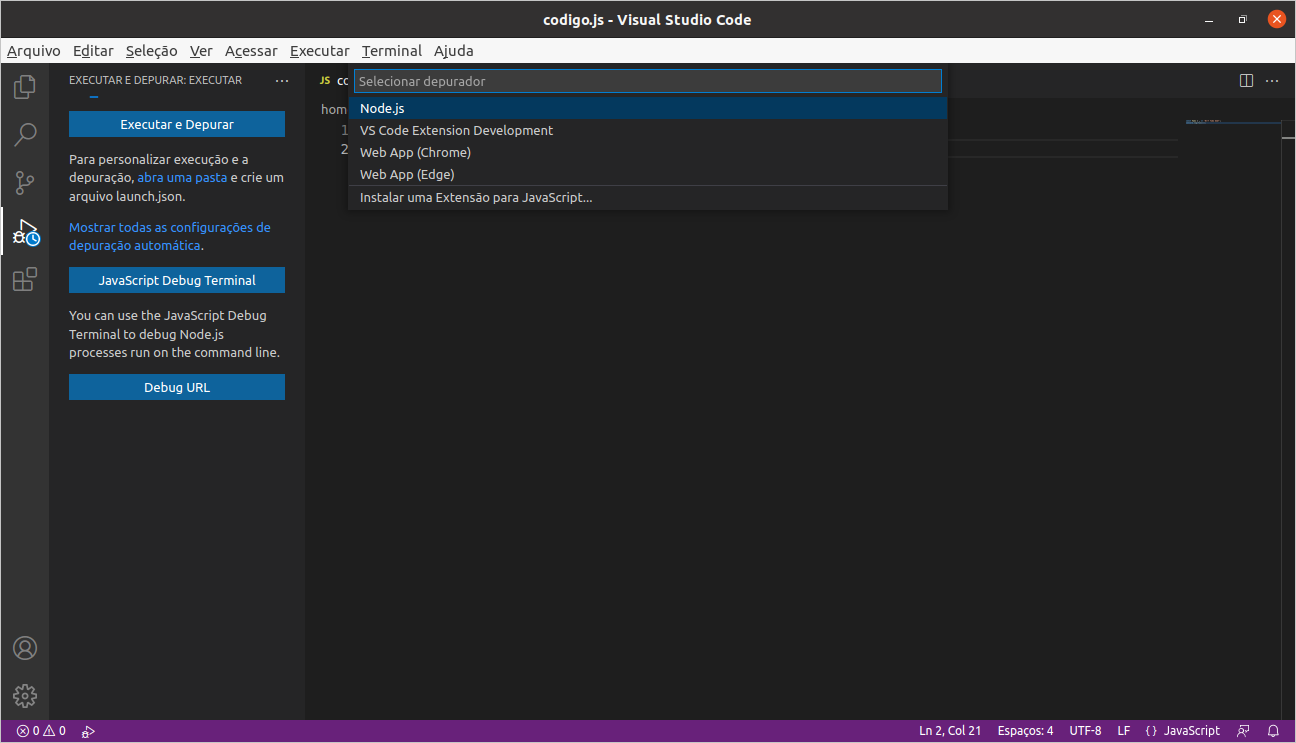 codigo.js - Visual Studio Code
Arquivo Editar Seleção Ver Acessar Executar Terminal Ajuda
EXECUTAR E DEPURAR: EXECUTAR ···
Executar e Depurar
Para personalizar execução e a
depuração, abra uma pasta e crie um
arquivo launch.json.
Mostrar todas as configurações de
depuração automática.
JavaScript Debug Terminal
You can use the JavaScript Debug
Terminal to debug Node.js
processes run on the command line.
Debug URL
JS co
hom
1
2
Selecionar depurador
Node.js
VS Code Extension Development
Web App (Chrome)
Web App (Edge)
Instalar uma Extensão para JavaScript...
0 0 Ln 2, Col 21 Espaços: 4 UTF-8 LF {} JavaScript